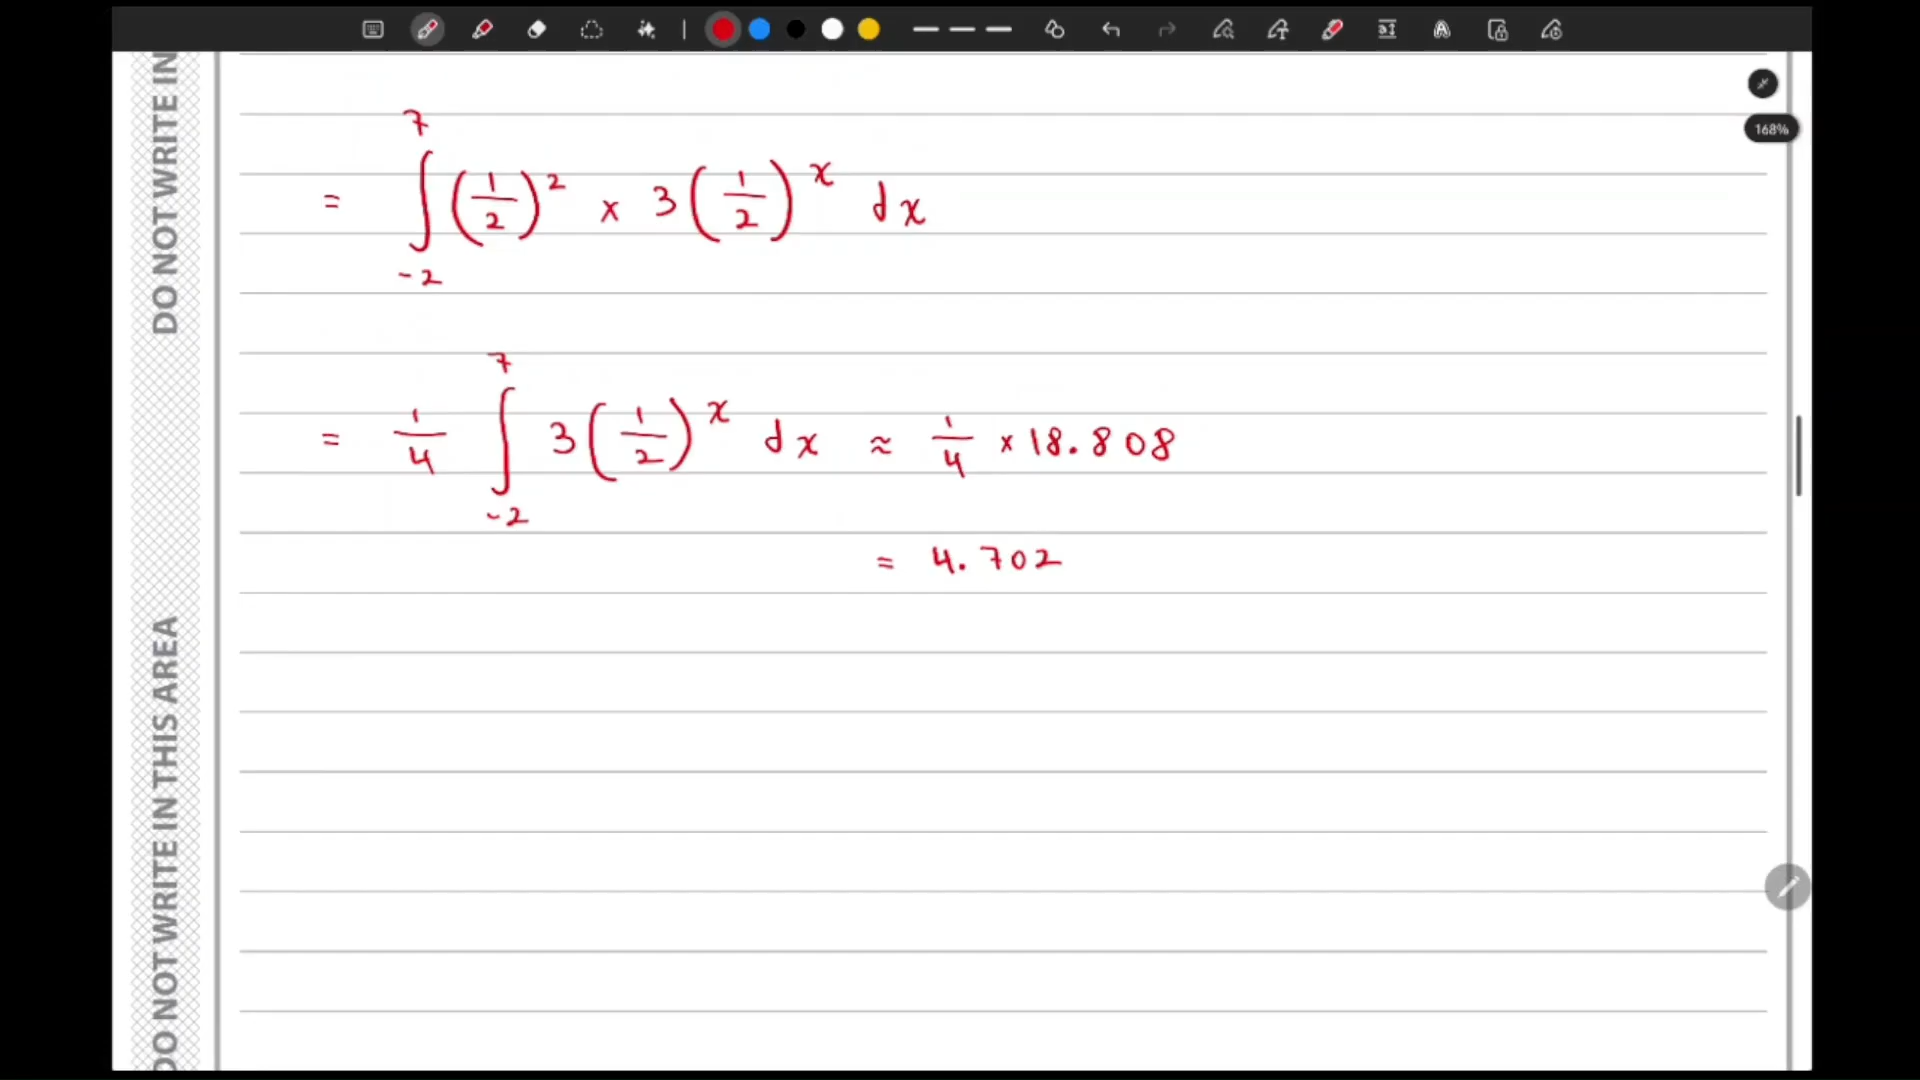 168%
DO NOT WRITE IN
= ∫_{-2}^{7} (1/2)^2 × 3(1/2)^x dx
= 1/4 ∫_{-2}^{7} 3(1/2)^x dx ≈ 1/4 × 18.808
= 4.702
DO NOT WRITE IN THIS AREA